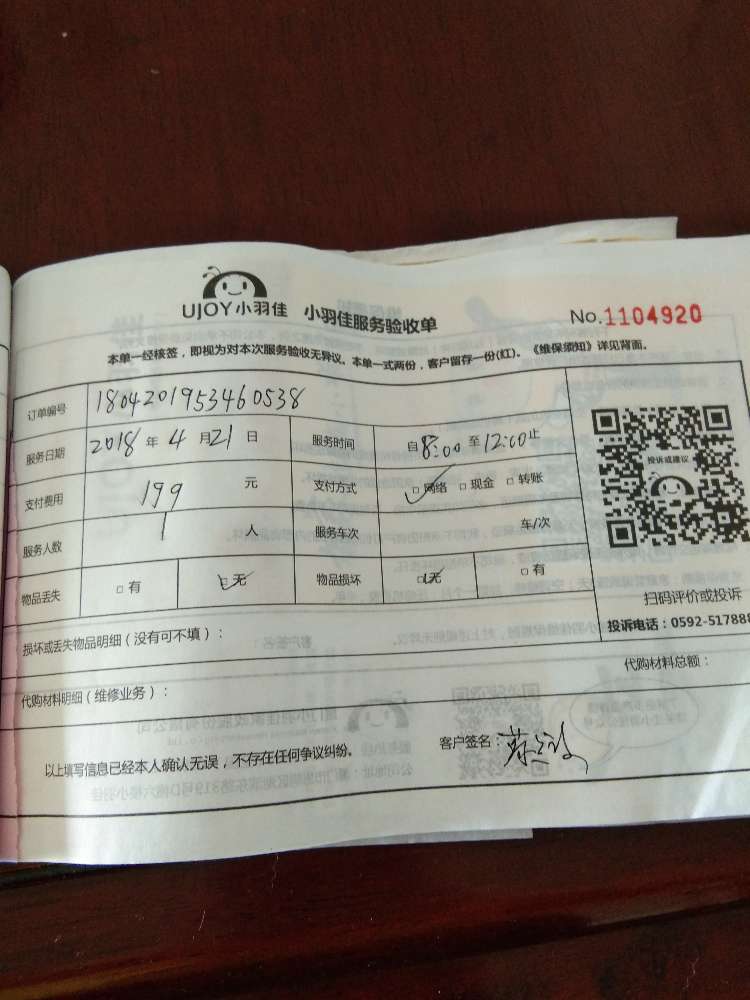 UJOY小羽佳 小羽佳服务验收单 No.1104920
本单一经核签，即视为对本次服务验收无异议。本单一式两份，客户留存一份(红)。《维保须知》详见背面。
订单编号 180420195346 0538
服务日期 2018 年 4 月 21 日 服务时间 自 8:00 至 12:00 止
投诉或建议
支付费用 199 元 支付方式 □网络 □现金 □转账
服务人数 1 人 服务车次 车/次
物品丢失 □有 □无 物品损坏 □无 □有
扫码评价或投诉
投诉电话：0592-517888
损坏或丢失物品明细（没有可不填）：
代购材料明细（维修业务）： 代购材料总额：
以上填写信息已经本人确认无误，不存在任何争议纠纷。 客户签名：